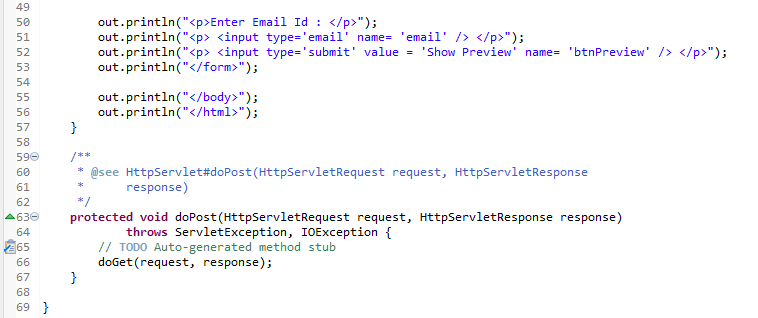 49
50 out.println("<p>Enter Email Id : </p>");
51 out.println("<p> <input type='email' name= 'email' /> </p>");
52 out.println("<p> <input type='submit' value = 'Show Preview' name= 'btnPreview' /> </p>");
53 out.println("</form>");
54
55 out.println("</body>");
56 out.println("</html>");
57 }
58
59 /**
60 * @see HttpServlet#doPost(HttpServletRequest request, HttpServletResponse
61 * response)
62 */
63 protected void doPost(HttpServletRequest request, HttpServletResponse response)
64 throws ServletException, IOException {
65 // TODO Auto-generated method stub
66 doGet(request, response);
67 }
68
69 }